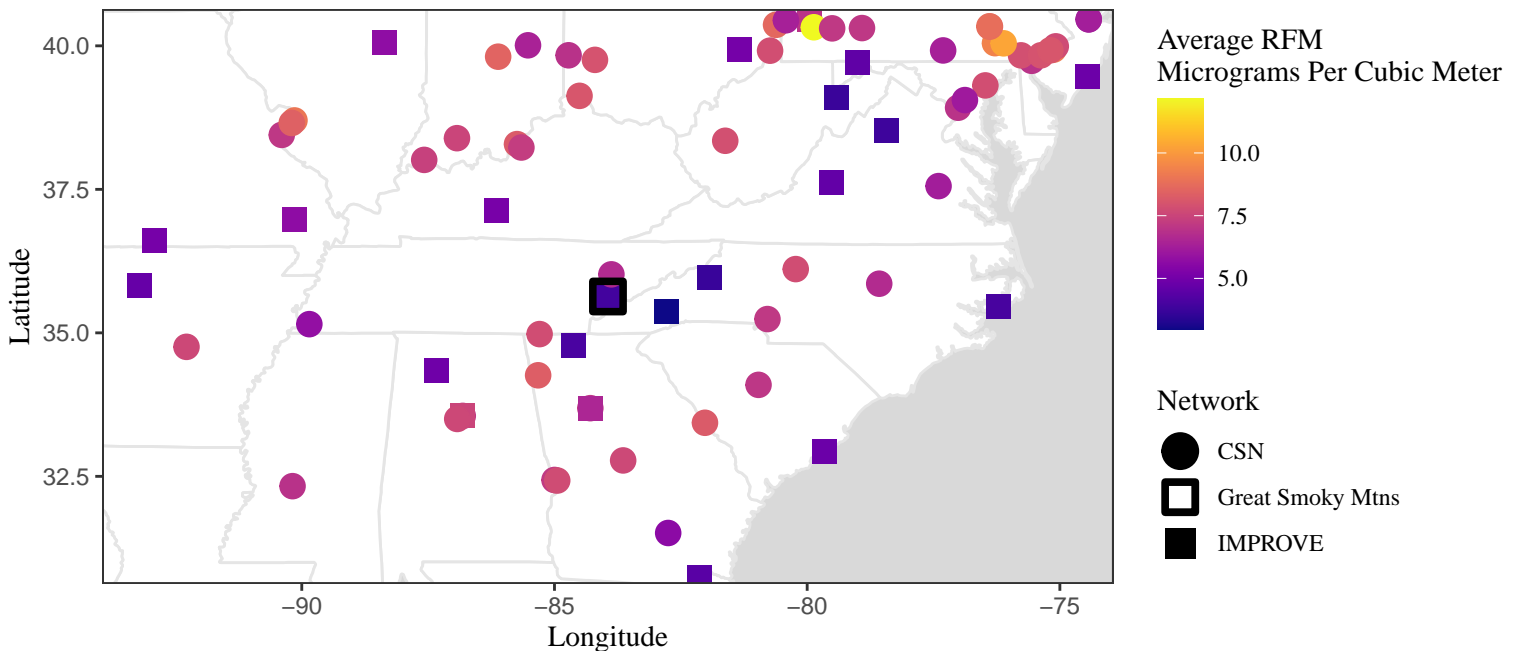 40.0
37.5
35.0
32.5
Latitude
−90
−85
−80
−75
Longitude
Average RFM
Micrograms Per Cubic Meter
10.0
7.5
5.0
Network
CSN
Great Smoky Mtns
IMPROVE